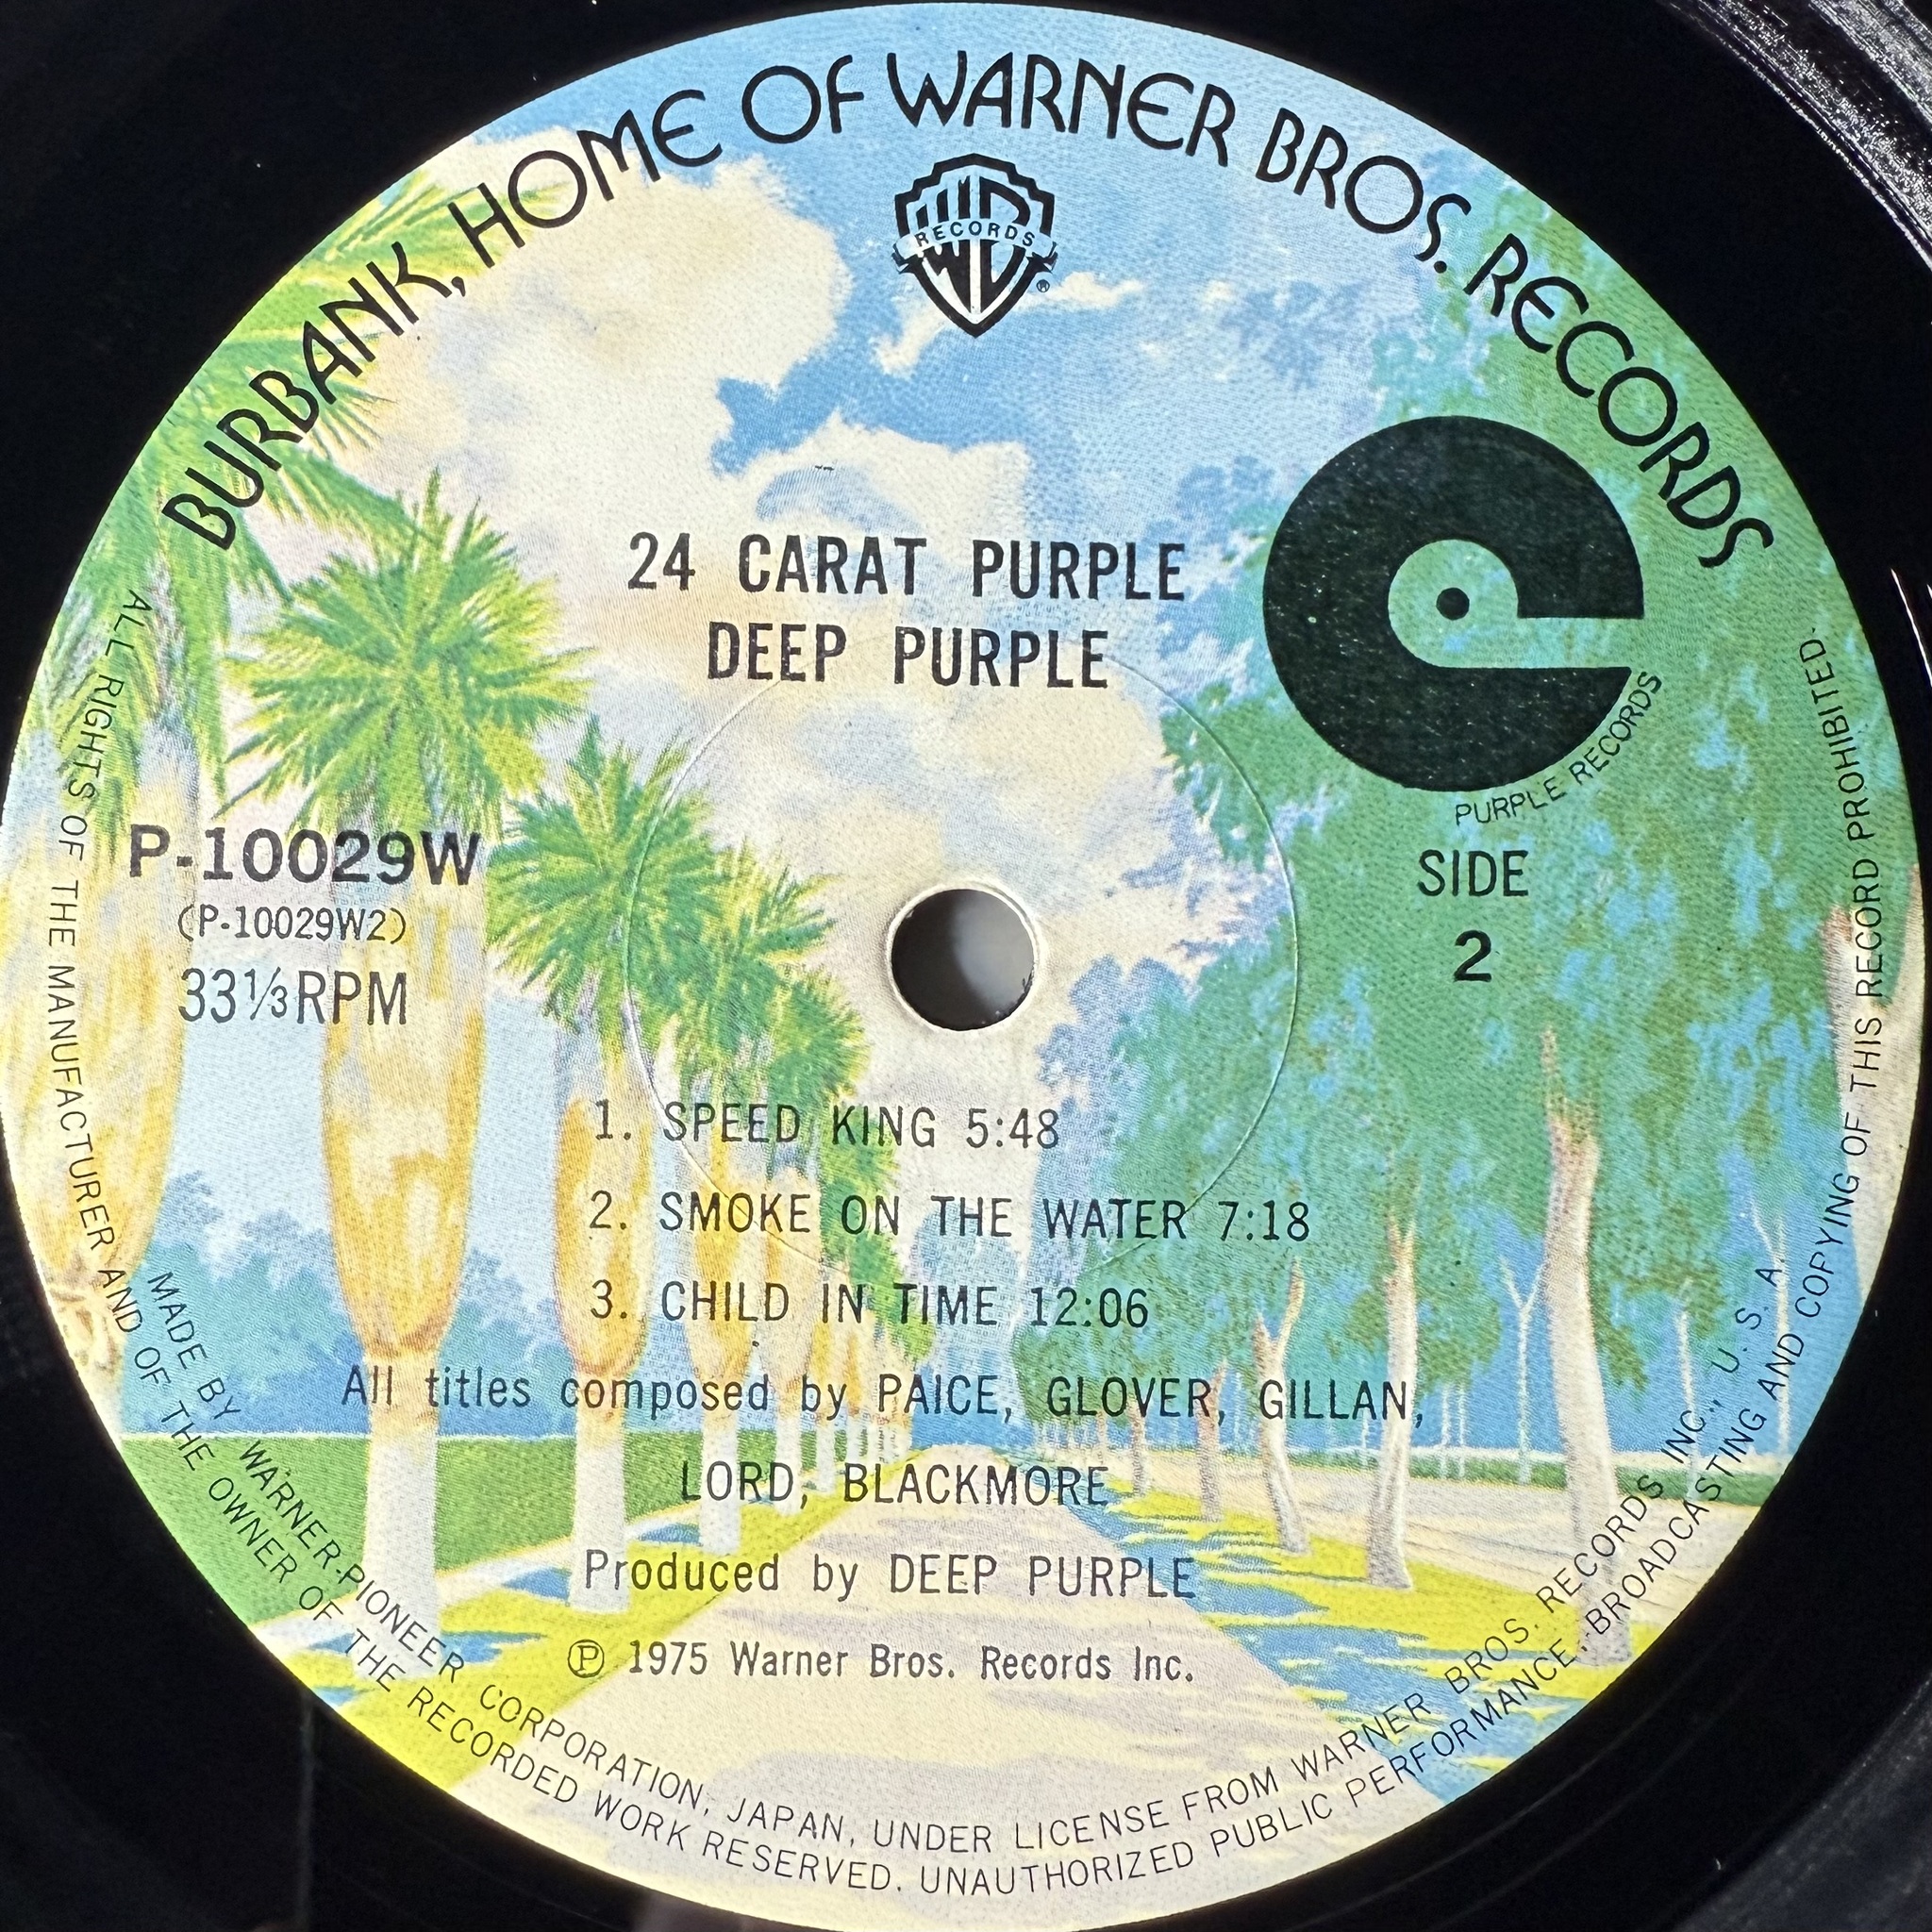 BURBANK, HOME OF WARNER BROS. RECORDS
W
RECORDS
®
24 CARAT PURPLE
DEEP PURPLE
PURPLE RECORDS
P-10029W
(P-10029W2)
33⅓RPM
SIDE
2
1. SPEED KING 5:48
2. SMOKE ON THE WATER 7:18
3. CHILD IN TIME 12:06
All titles composed by PAICE, GLOVER, GILLAN,
LORD, BLACKMORE
Produced by DEEP PURPLE
Ⓟ 1975 Warner Bros. Records Inc.
MADE BY WARNER-PIONEER CORPORATION, JAPAN, UNDER LICENSE FROM WARNER BROS. RECORDS INC., U.S.A.
ALL RIGHTS OF THE MANUFACTURER AND OF THE OWNER OF THE RECORDED WORK RESERVED. UNAUTHORIZED PUBLIC PERFORMANCE, BROADCASTING AND COPYING OF THIS RECORD PROHIBITED.